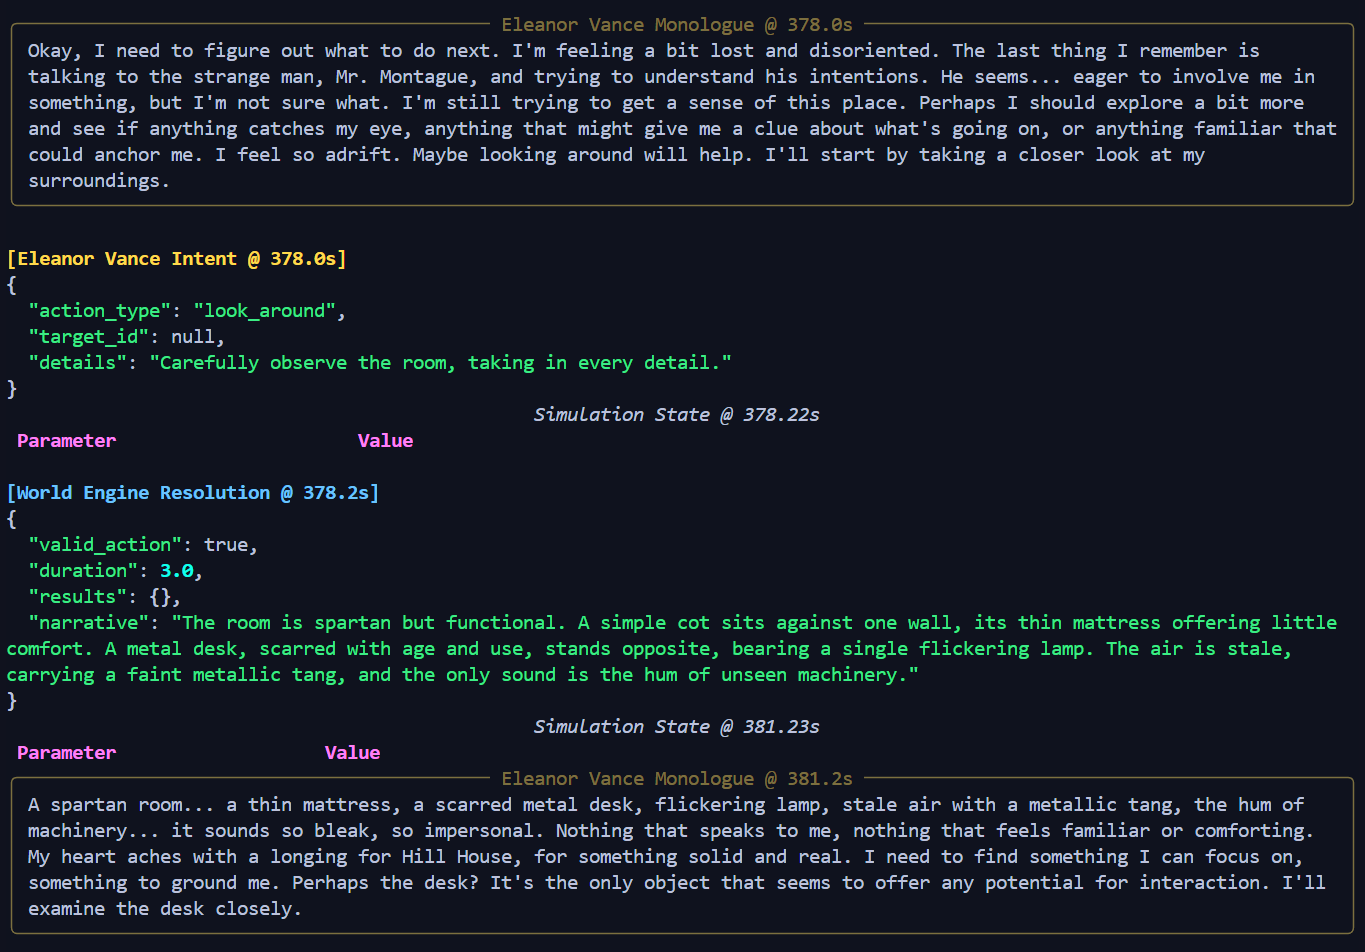 Eleanor Vance Monologue @ 378.0s
Okay, I need to figure out what to do next. I'm feeling a bit lost and disoriented. The last thing I remember is
talking to the strange man, Mr. Montague, and trying to understand his intentions. He seems... eager to involve me in
something, but I'm not sure what. I'm still trying to get a sense of this place. Perhaps I should explore a bit more
and see if anything catches my eye, anything that might give me a clue about what's going on, or anything familiar that
could anchor me. I feel so adrift. Maybe looking around will help. I'll start by taking a closer look at my
surroundings.
[Eleanor Vance Intent @ 378.0s]
{
  "action_type": "look_around",
  "target_id": null,
  "details": "Carefully observe the room, taking in every detail."
}
Simulation State @ 378.22s
Parameter Value
[World Engine Resolution @ 378.2s]
{
  "valid_action": true,
  "duration": 3.0,
  "results": {},
  "narrative": "The room is spartan but functional. A simple cot sits against one wall, its thin mattress offering little
comfort. A metal desk, scarred with age and use, stands opposite, bearing a single flickering lamp. The air is stale,
carrying a faint metallic tang, and the only sound is the hum of unseen machinery."
}
Simulation State @ 381.23s
Parameter Value
Eleanor Vance Monologue @ 381.2s
A spartan room... a thin mattress, a scarred metal desk, flickering lamp, stale air with a metallic tang, the hum of
machinery... it sounds so bleak, so impersonal. Nothing that speaks to me, nothing that feels familiar or comforting.
My heart aches with a longing for Hill House, for something solid and real. I need to find something I can focus on,
something to ground me. Perhaps the desk? It's the only object that seems to offer any potential for interaction. I'll
examine the desk closely.